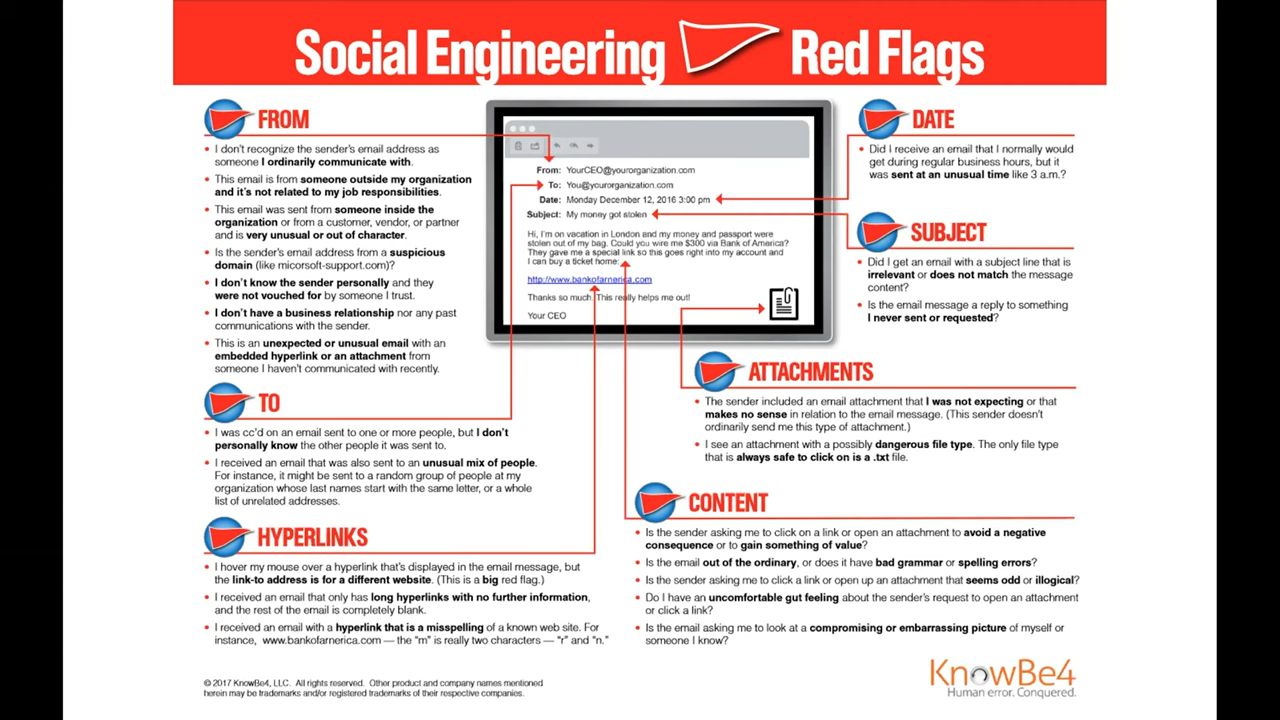 Social Engineering Red Flags
FROM
• I don't recognize the sender's email address as
someone I ordinarily communicate with.
• This email is from someone outside my organization
and it's not related to my job responsibilities.
• This email was sent from someone inside the
organization or from a customer, vendor, or partner
and is very unusual or out of character.
• Is the sender's email address from a suspicious
domain (like micorsoft-support.com)?
• I don't know the sender personally and they
were not vouched for by someone I trust.
• I don't have a business relationship nor any past
communications with the sender.
• This is an unexpected or unusual email with an
embedded hyperlink or an attachment from
someone I haven't communicated with recently.
TO
• I was cc'd on an email sent to one or more people, but I don't
personally know the other people it was sent to.
• I received an email that was also sent to an unusual mix of people.
For instance, it might be sent to a random group of people at my
organization whose last names start with the same letter, or a whole
list of unrelated addresses.
HYPERLINKS
• I hover my mouse over a hyperlink that's displayed in the email message, but
the link-to address is for a different website. (This is a big red flag.)
• I received an email that only has long hyperlinks with no further information,
and the rest of the email is completely blank.
• I received an email with a hyperlink that is a misspelling of a known web site. For
instance, www.bankofarnerica.com — the "m" is really two characters — "r" and "n."
From: YourCEO@yourorganization.com
To: You@yourorganization.com
Date: Monday December 12, 2016 3:00 pm
Subject: My money got stolen
Hi, I'm on vacation in London and my money and passport were
stolen out of my bag. Could you wire me $300 via Bank of America?
They gave me a special link so this goes right into my account and
I can buy a ticket home:
http://www.bankofarnerica.com
Thanks so much. This really helps me out!
Your CEO
DATE
• Did I receive an email that I normally would
get during regular business hours, but it
was sent at an unusual time like 3 a.m.?
SUBJECT
• Did I get an email with a subject line that is
irrelevant or does not match the message
content?
• Is the email message a reply to something
I never sent or requested?
ATTACHMENTS
• The sender included an email attachment that I was not expecting or that
makes no sense in relation to the email message. (This sender doesn't
ordinarily send me this type of attachment.)
• I see an attachment with a possibly dangerous file type. The only file type
that is always safe to click on is a .txt file.
CONTENT
• Is the sender asking me to click on a link or open an attachment to avoid a negative
consequence or to gain something of value?
• Is the email out of the ordinary, or does it have bad grammar or spelling errors?
• Is the sender asking me to click a link or open up an attachment that seems odd or illogical?
• Do I have an uncomfortable gut feeling about the sender's request to open an attachment
or click a link?
• Is the email asking me to look at a compromising or embarrassing picture of myself or
someone I know?
© 2017 KnowBe4, LLC. All rights reserved. Other product and company names mentioned
herein may be trademarks and/or registered trademarks of their respective companies.
KnowBe4
Human error. Conquered.